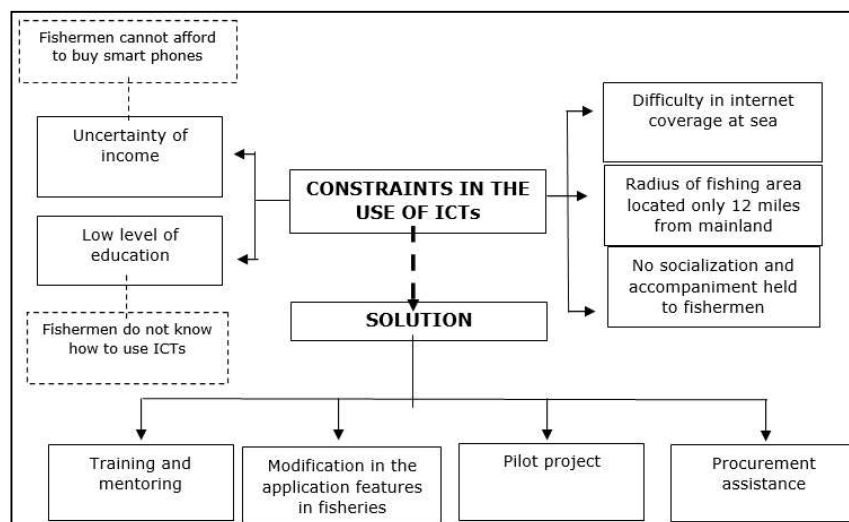 Fishermen cannot afford
to buy smart phones
Uncertainty of
income
Low level of
education
Fishermen do not know
how to use ICTs
CONSTRAINTS IN THE
USE OF ICTs
SOLUTION
Difficulty in internet
coverage at sea
Radius of fishing area
located only 12 miles
from mainland
No socialization and
accompaniment held
to fishermen
Training and
mentoring
Modification in the
application features
in fisheries
Pilot project
Procurement
assistance